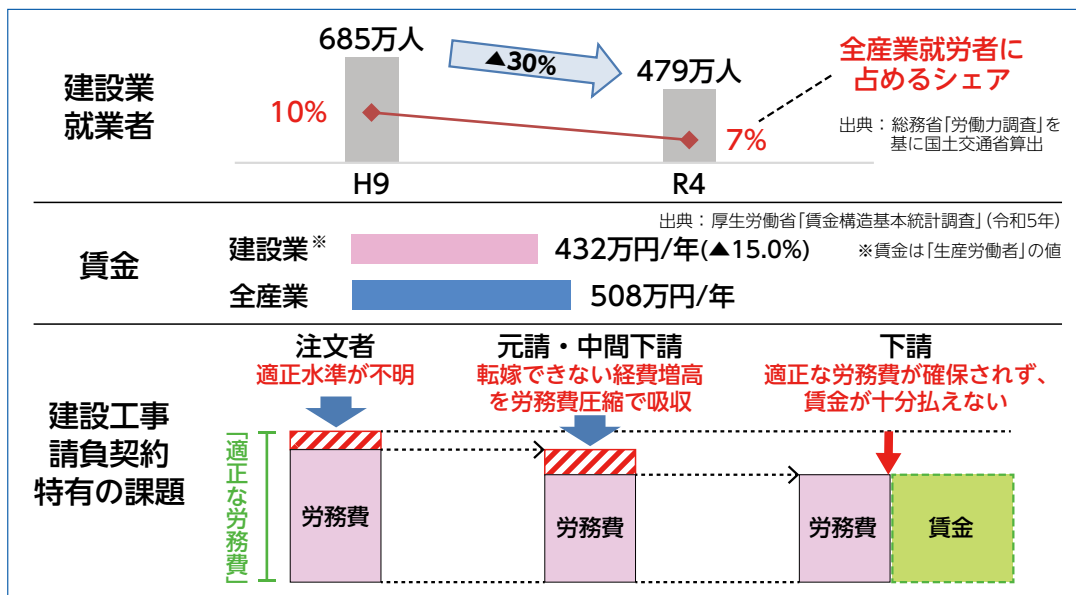 建設業
就業者
685万人
▲30%
479万人
全産業就労者に
占めるシェア
10%
7%
出典：総務省「労働力調査」を
基に国土交通省算出
H9
R4
賃金
出典：厚生労働省「賃金構造基本統計調査」（令和5年）
建設業※
432万円/年(▲15.0%)
※賃金は「生産労働者」の値
全産業
508万円/年
建設工事
請負契約
特有の課題
注文者
適正水準が不明
元請・中間下請
転嫁できない経費増高
を労務費圧縮で吸収
下請
適正な労務費が確保されず、
賃金が十分払えない
「適正な労務費」
労務費
労務費
労務費
賃金